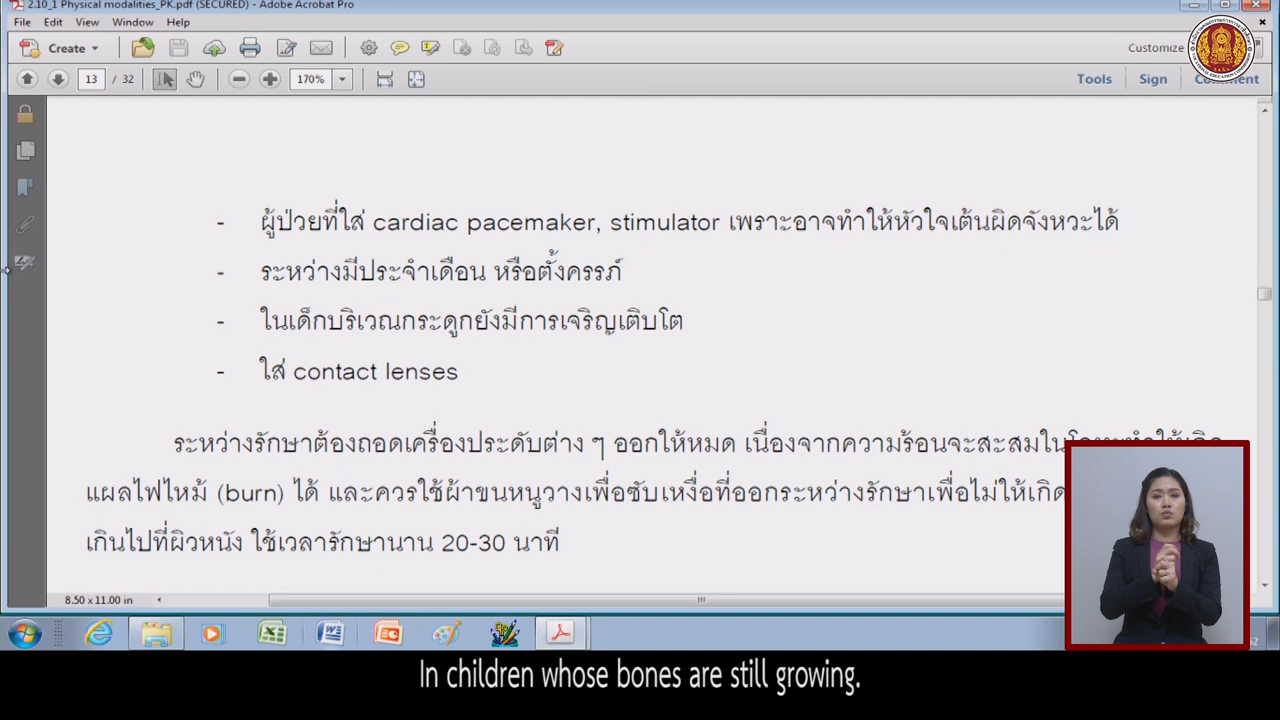 2.10_1 Physical modalities_PK.pdf (SECURED) - Adobe Acrobat Pro
File Edit View Window Help
Create
Customize
13 / 32
170%
Tools Sign Comment
- ผู้ป่วยที่ใส่ cardiac pacemaker, stimulator เพราะอาจทำให้หัวใจเต้นผิดจังหวะได้
- ระหว่างมีประจำเดือน หรือตั้งครรภ์
- ในเด็กบริเวณกระดูกยังมีการเจริญเติบโต
- ใส่ contact lenses
ระหว่างรักษาต้องถอดเครื่องประดับต่าง ๆ ออกให้หมด เนื่องจากความร้อนจะสะสมใน
แผลไฟไหม้ (burn) ได้ และควรใช้ผ้าขนหนูวางเพื่อซับเหงื่อที่ออกระหว่างรักษาเพื่อไม่ให้เกิด
เกินไปที่ผิวหนัง ใช้เวลารักษานาน 20-30 นาที
8.50 x 11.00 in
In children whose bones are still growing.